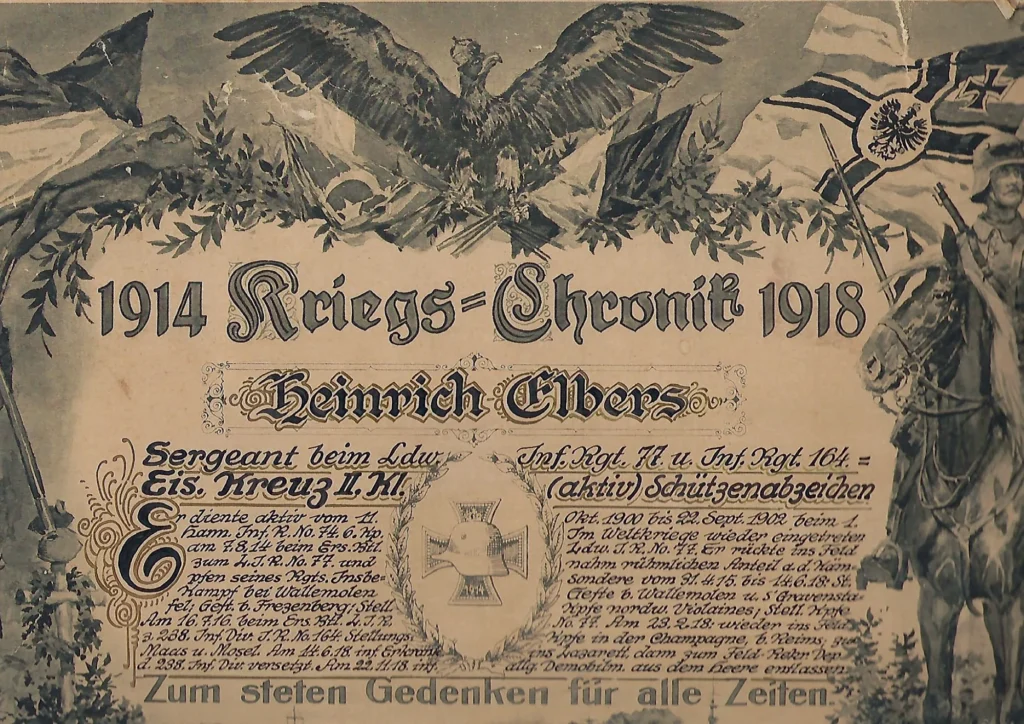 1914 Kriegs=Chronik 1918
Heinrich Elbers
Sergeant beim Ldw. Inf. Rgt. 77 u. Inf. Rgt. 164. =
Eis. Kreuz II. Kl. (aktiv) Schützenabzeichen
Er diente aktiv vom 11. Okt. 1900 bis 22. Sept. 1902 beim 1.
Hann. Inf. R. No. 74. 6. Kp. Im Weltkriege wieder eingetreten
am 7.8.14 beim Ers. Btl. Ldw. I. R. No. 77. Er rückte ins Feld
zum L. I. R. No. 77. und nahm rühmlichen Anteil a. d. Käm-
pfen seines Rgts. Insbe- sondere vom 31.4.15. bis 14.6.18: St.
Kampf bei Wallemolen Gefte b. Wallemolen u. S' Gravensta-
fel; Geft. b. Frezenberg; Stell. Kpfe nordw. Violaines; Stell. Kpfe
Am 16.7.16. beim Ers. Btl. L. I. R. No. 77. Am 23.2.18. wieder ins Feld
z. 238. Inf. Div. I. R. No 164. Stellungs- Kpfe in der Champagne, b. Reims, zw.
Maas u. Mosel. Am 14.6.18. inf. Erkrank. ins Lazarett, dann zum Feld-Rekr. Dep.
d. 238. Inf. Div. versetzt. Am 22.11.18. inf. allg. Demobilm. aus dem Heere entlassen.
Zum steten Gedenken für alle Zeiten.